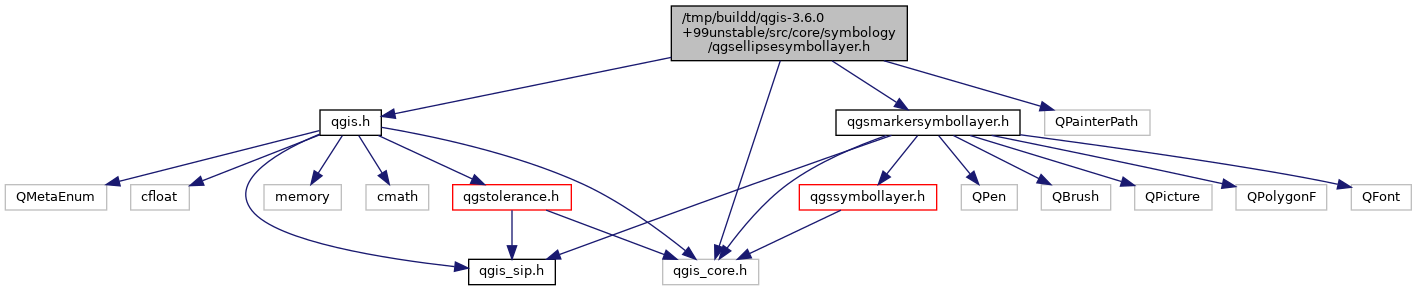 /tmp/buildd/qgis-3.6.0
+99unstable/src/core/symbology
/qgsellipsesymbollayer.h
qgis.h
qgsmarkersymbollayer.h
QPainterPath
QMetaEnum
cfloat
memory
cmath
qgstolerance.h
qgssymbollayer.h
QPen
QBrush
QPicture
QPolygonF
QFont
qgis_sip.h
qgis_core.h